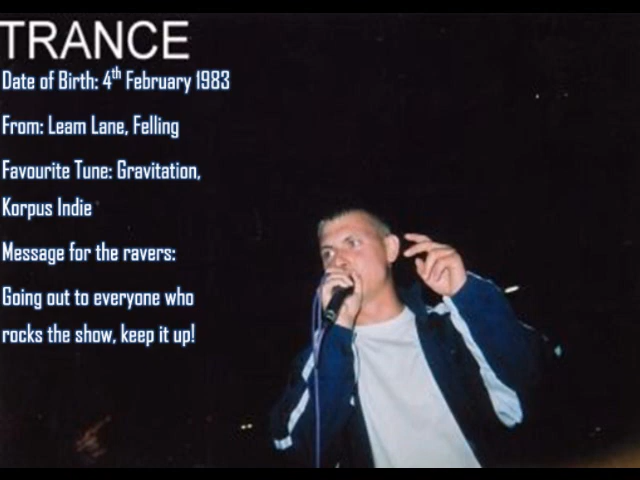 TRANCE
Date of Birth: 4th February 1983
From: Leam Lane, Felling
Favourite Tune: Gravitation,
Korpus Indie
Message for the ravers:
Going out to everyone who
rocks the show, keep it up!